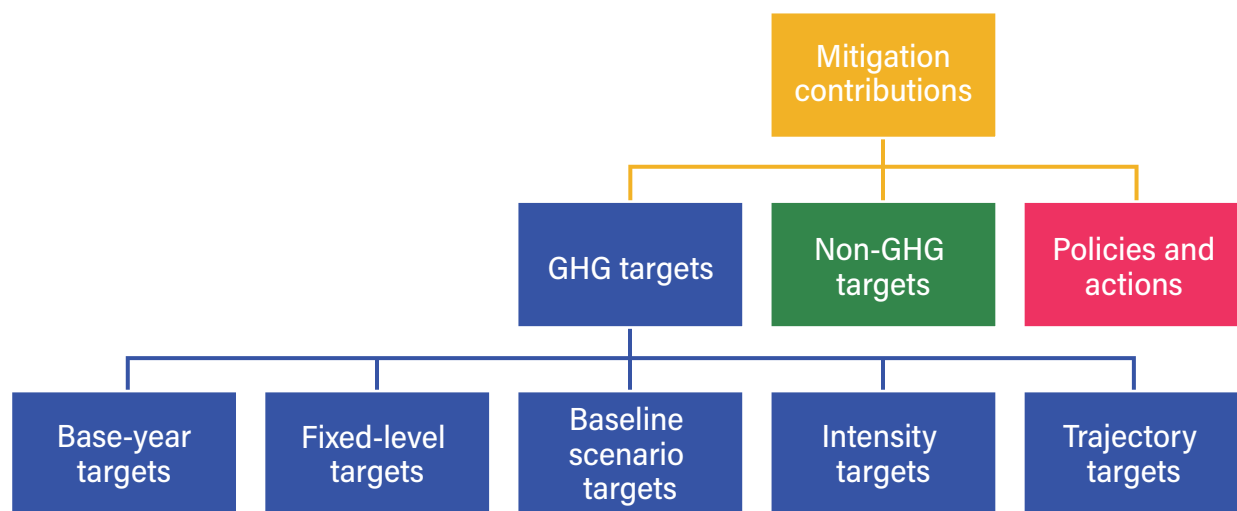 Mitigation
contributions
GHG targets
Non-GHG
targets
Policies and
actions
Base-year
targets
Fixed-level
targets
Baseline
scenario
targets
Intensity
targets
Trajectory
targets